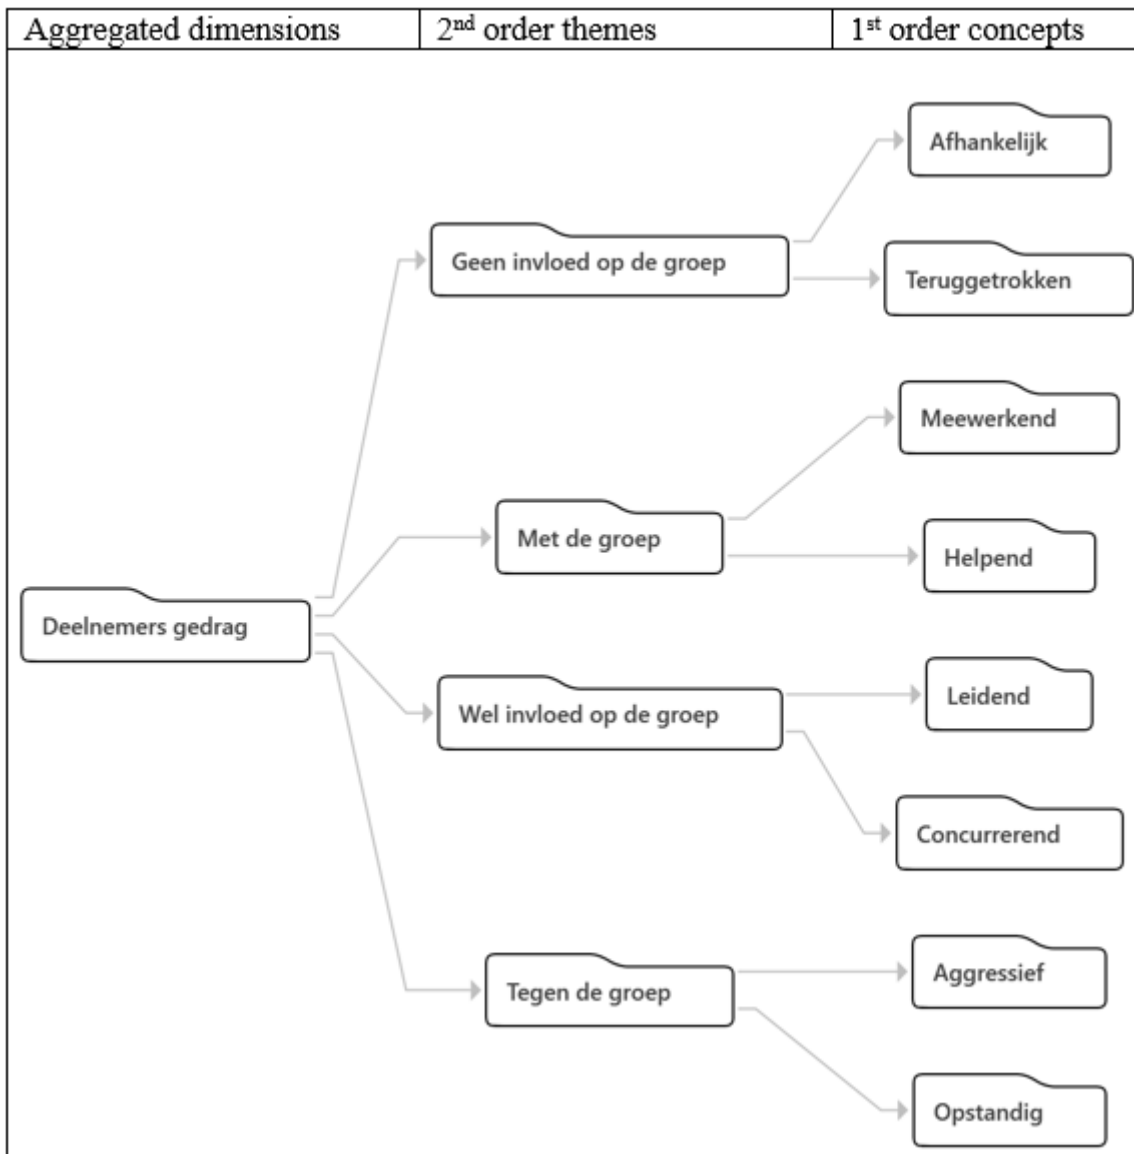 Aggregated dimensions
2nd order themes
1st order concepts
Afhankelijk
Geen invloed op de groep
Teruggetrokken
Meewerkend
Met de groep
Helpend
Deelnemers gedrag
Leidend
Wel invloed op de groep
Concurrerend
Aggressief
Tegen de groep
Opstandig